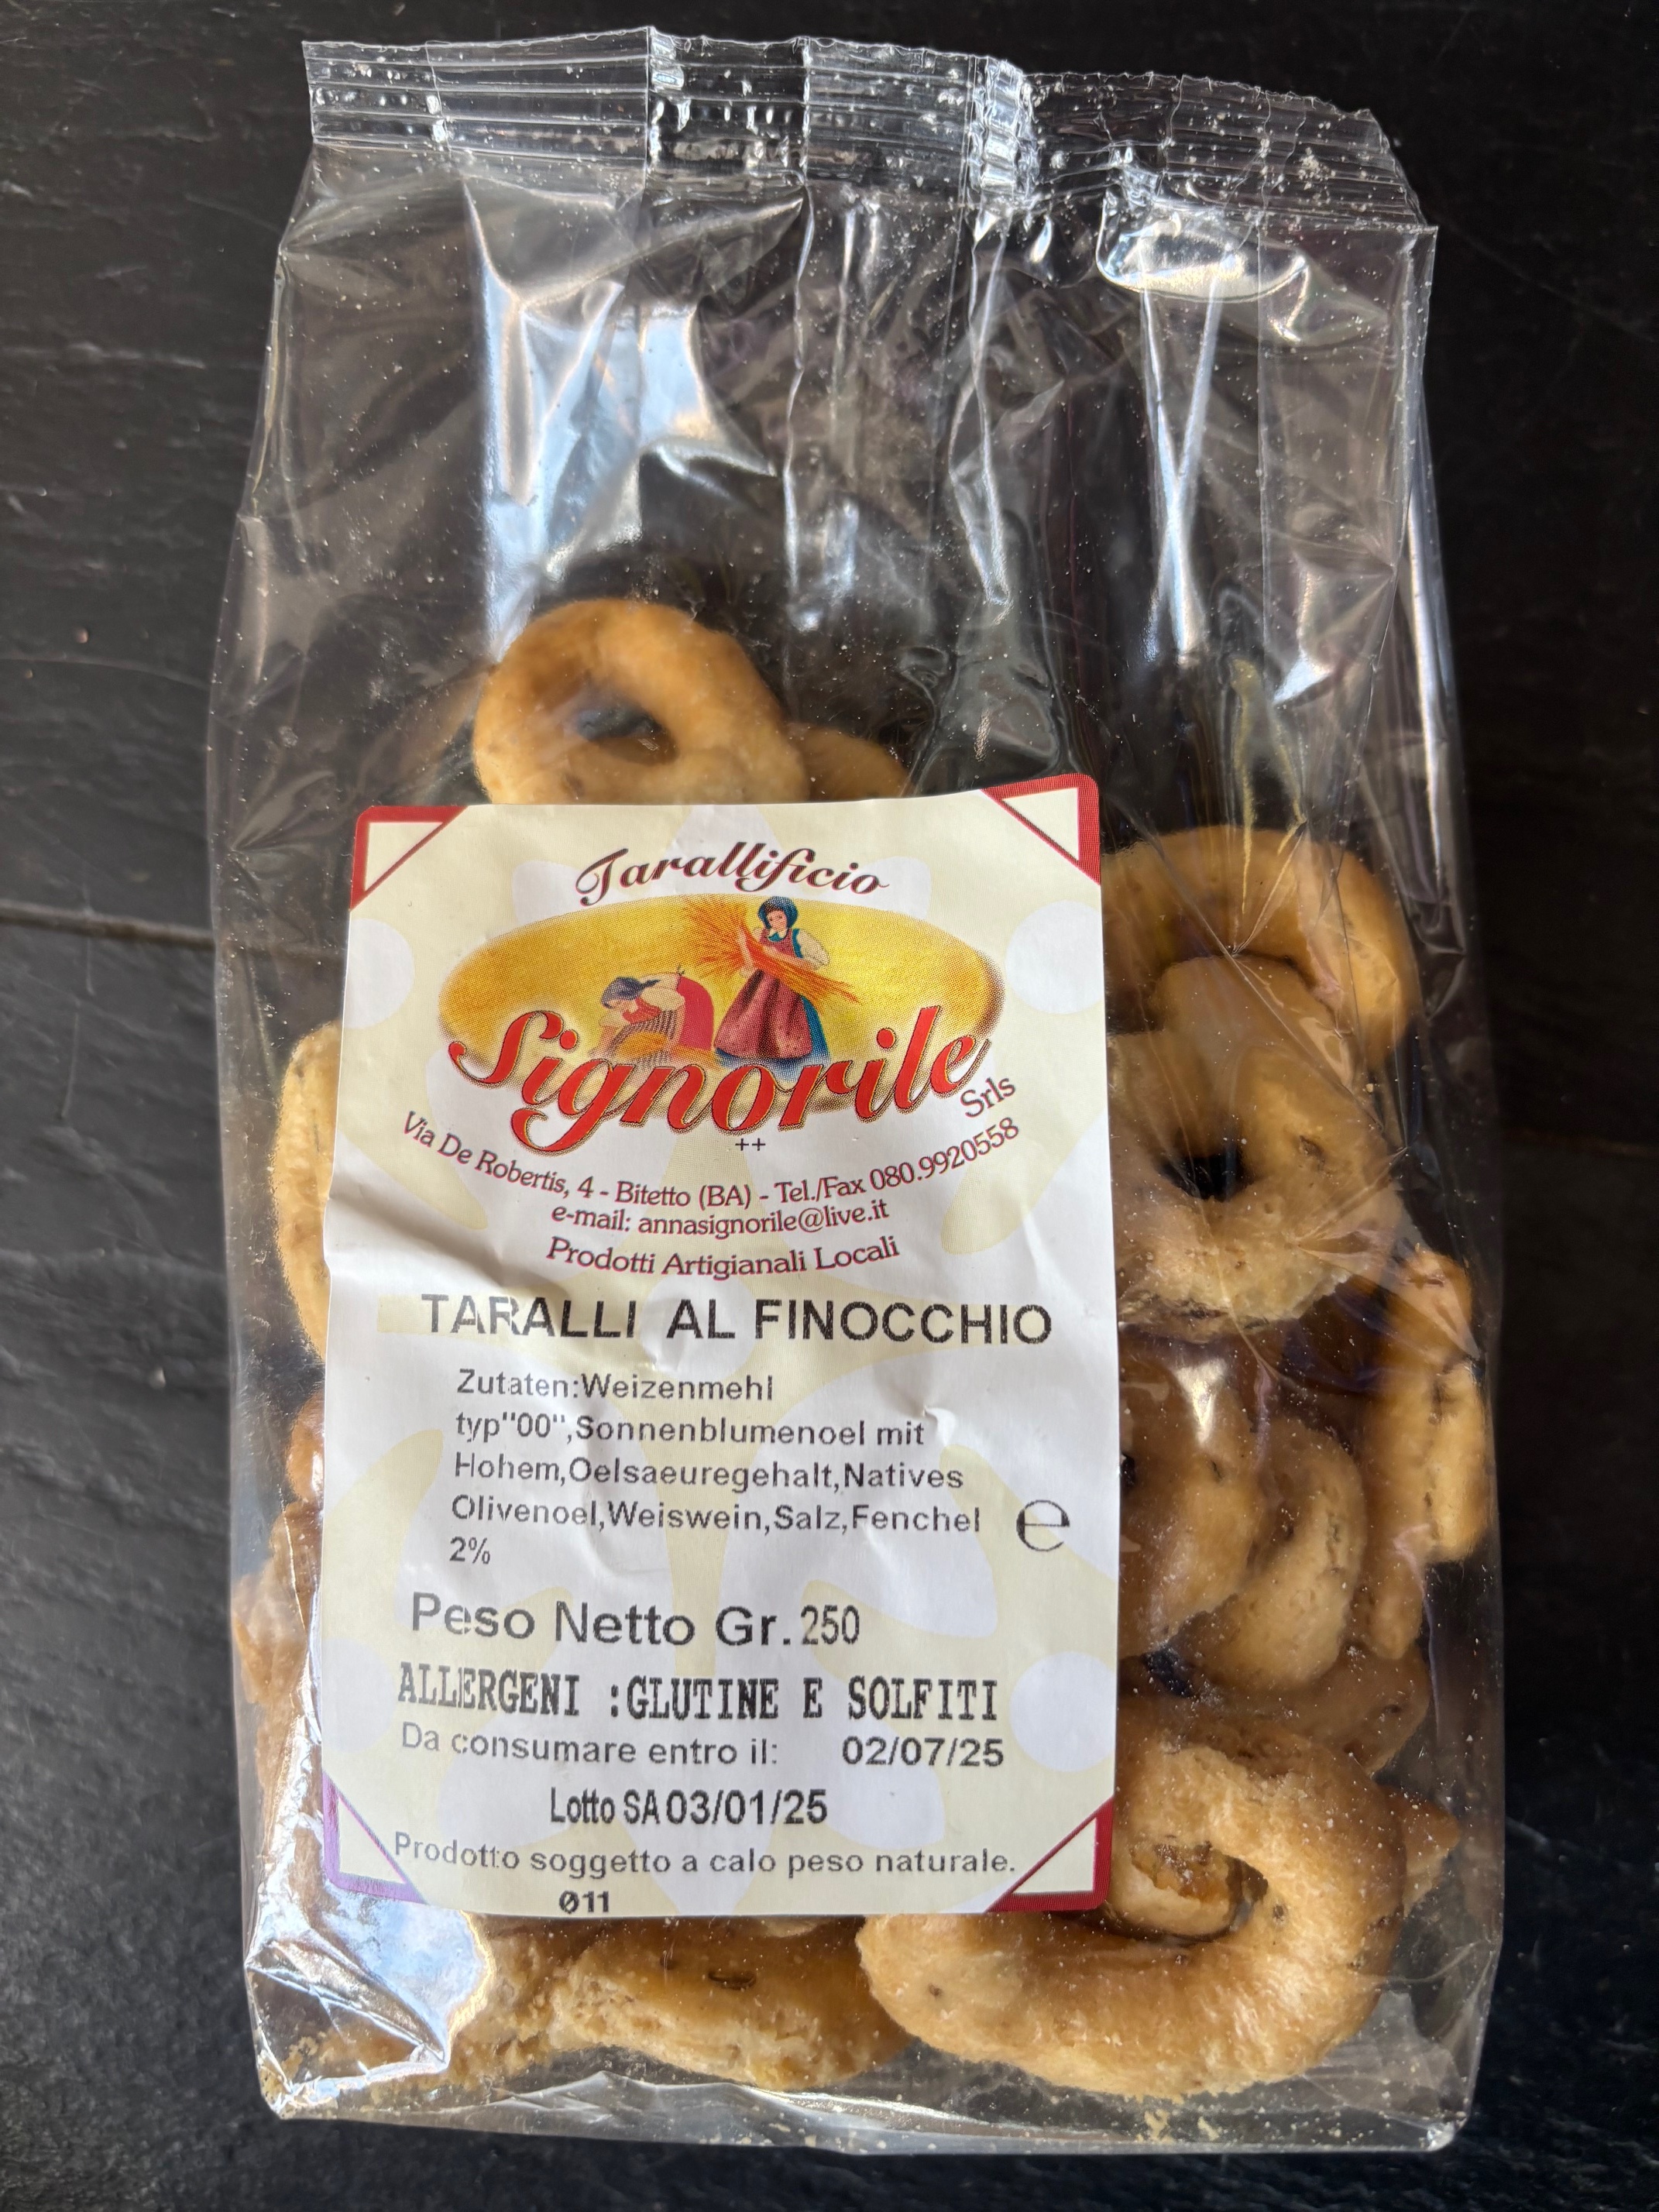 Tarallificio
Signorile
Srls
++
Via De Robertis, 4 - Bitetto (BA) - Tel./Fax 080.9920558
e-mail: annasignorile@live.it
Prodotti Artigianali Locali
TARALLI AL FINOCCHIO
Zutaten:Weizenmehl
typ"00",Sonnenblumenoel mit
Hohem,Oelsaeuregehalt,Natives
Olivenoel,Weiswein,Salz,Fenchel
2%
℮
Peso Netto Gr.250
ALLERGENI :GLUTINE E SOLFITI
Da consumare entro il: 02/07/25
Lotto SA03/01/25
Prodotto soggetto a calo peso naturale.
011